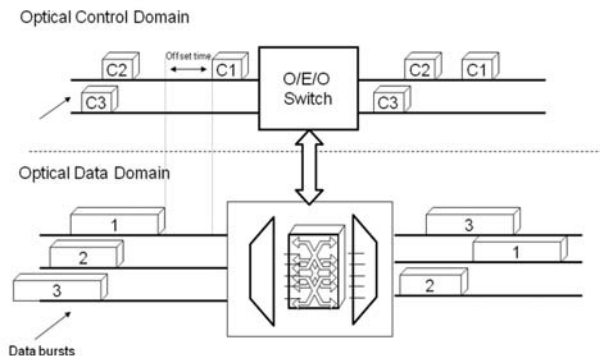 Optical Control Domain
C2
Offset time
C1
O/E/O
Switch
C2
C1
C3
C3
Optical Data Domain
1
2
3
3
1
2
Data bursts